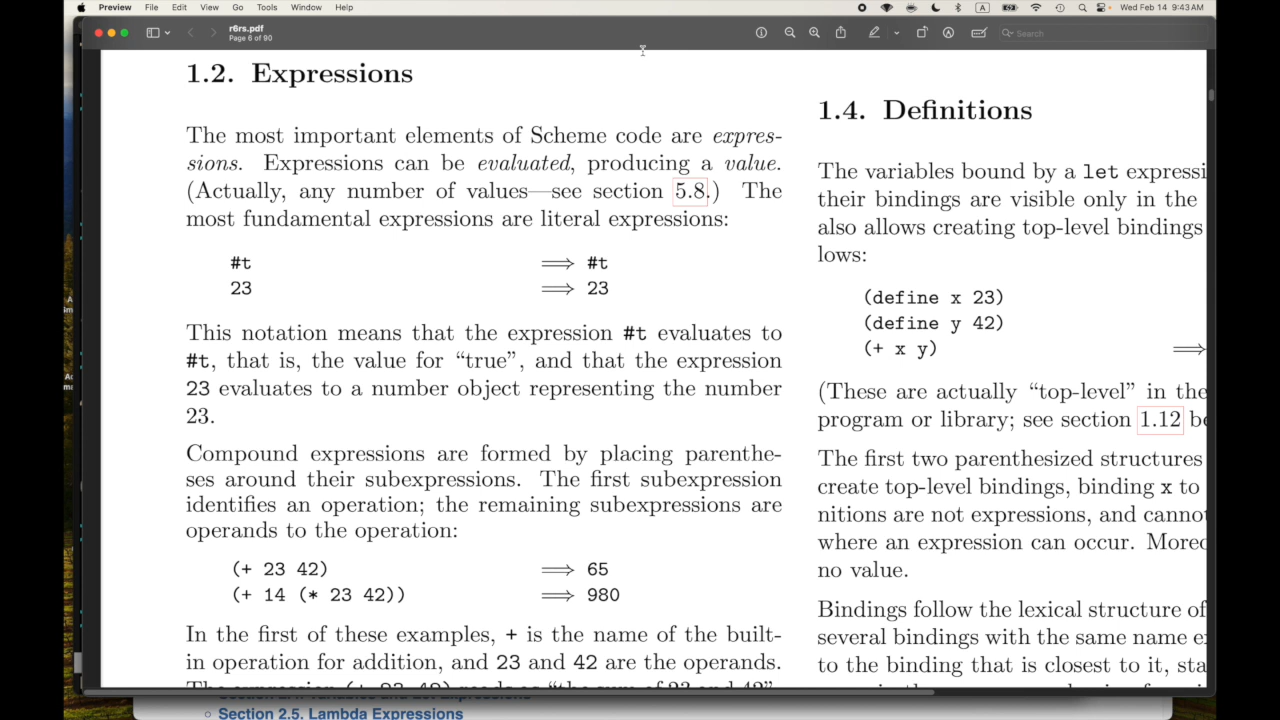 Preview File Edit View Go Tools Window Help
Wed Feb 14 9:43 AM
r6rs.pdf
Page 6 of 90
Search
1.2. Expressions
The most important elements of Scheme code are expres-
sions. Expressions can be evaluated, producing a value.
(Actually, any number of values—see section 5.8.) The
most fundamental expressions are literal expressions:
#t ⟹ #t
23 ⟹ 23
This notation means that the expression #t evaluates to
#t, that is, the value for “true”, and that the expression
23 evaluates to a number object representing the number
23.
Compound expressions are formed by placing parenthe-
ses around their subexpressions. The first subexpression
identifies an operation; the remaining subexpressions are
operands to the operation:
(+ 23 42) ⟹ 65
(+ 14 (* 23 42)) ⟹ 980
In the first of these examples, + is the name of the built-
in operation for addition, and 23 and 42 are the operands.
1.4. Definitions
The variables bound by a let expressi
their bindings are visible only in the
also allows creating top-level bindings
lows:
(define x 23)
(define y 42)
(+ x y) ⟹
(These are actually “top-level” in the
program or library; see section 1.12 be
The first two parenthesized structures
create top-level bindings, binding x to
nitions are not expressions, and canno
where an expression can occur. Morec
no value.
Bindings follow the lexical structure of
several bindings with the same name e
to the binding that is closest to it, sta
Section 2.5. Lambda Expressions